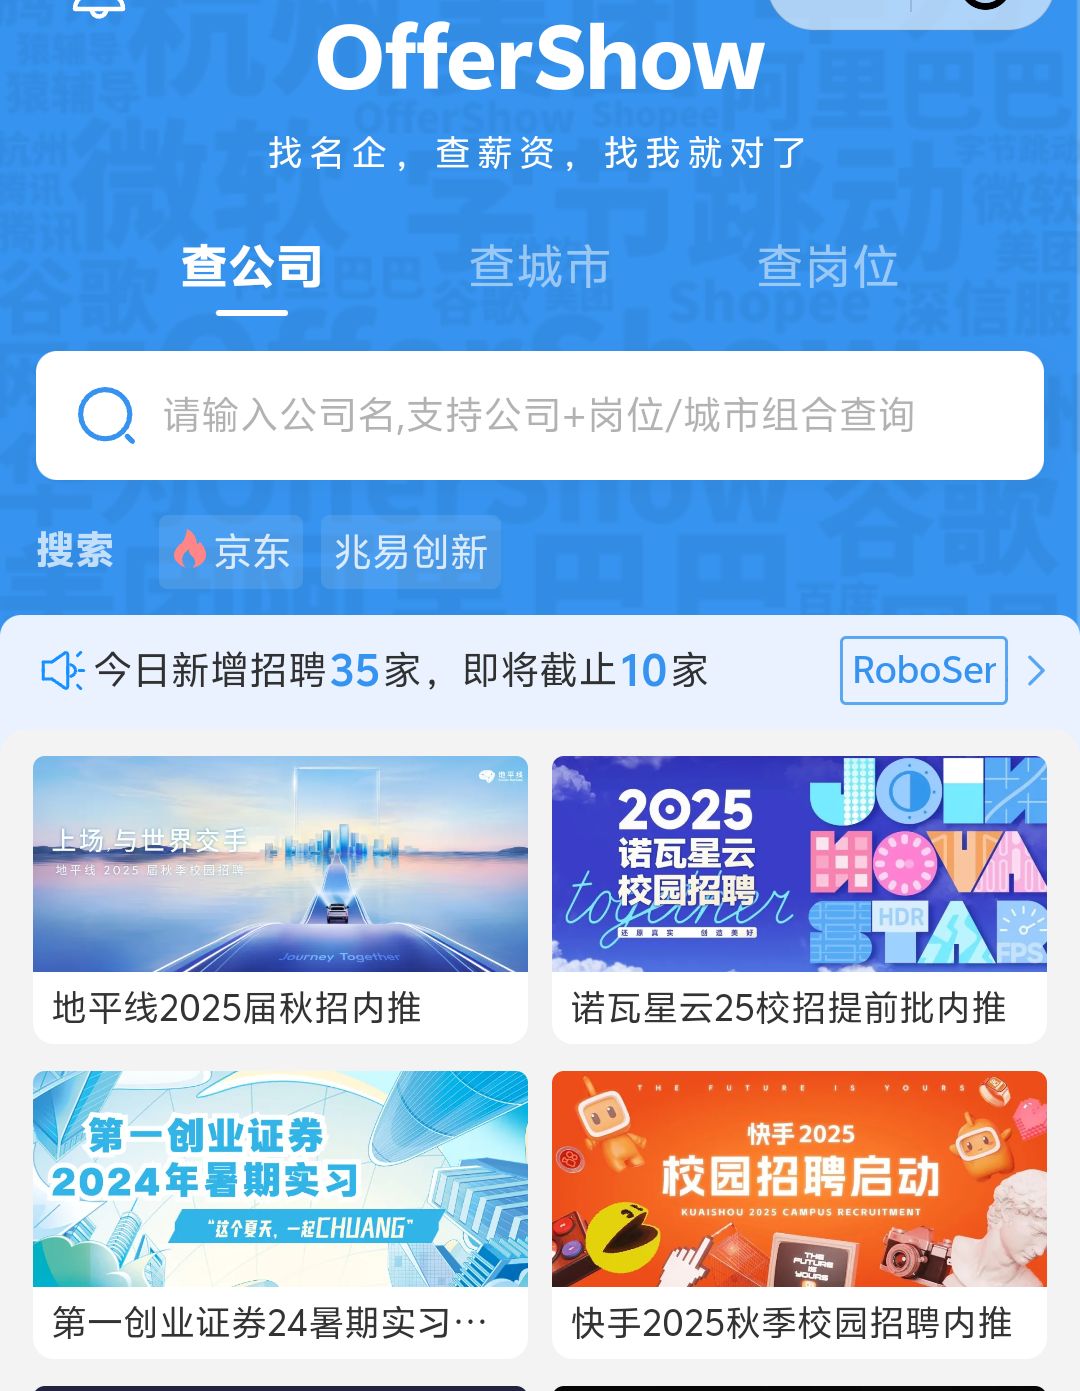 OfferShow
找名企，查薪资，找我就对了
查公司
查城市
查岗位
请输入公司名,支持公司+岗位/城市组合查询
搜索
京东
兆易创新
今日新增招聘35家，即将截止10家
RoboSer
地平线
上场,与世界交手
地平线 2025 届秋季校园招聘
Journey Together
地平线2025届秋招内推
2025
诺瓦星云
校园招聘
together
还原真实 创造美好
JOIN
NOVA
STAR
HDR
FPS
诺瓦星云25校招提前批内推
第一创业证券
2024年暑期实习
“这个夏天，一起CHUANG”
第一创业证券24暑期实习…
THE FUTURE IS YOURS
快手2025
校园招聘启动
KUAISHOU 2025 CAMPUS RECRUITMENT
THE
FUTURE
IS
YOURS
快手2025秋季校园招聘内推